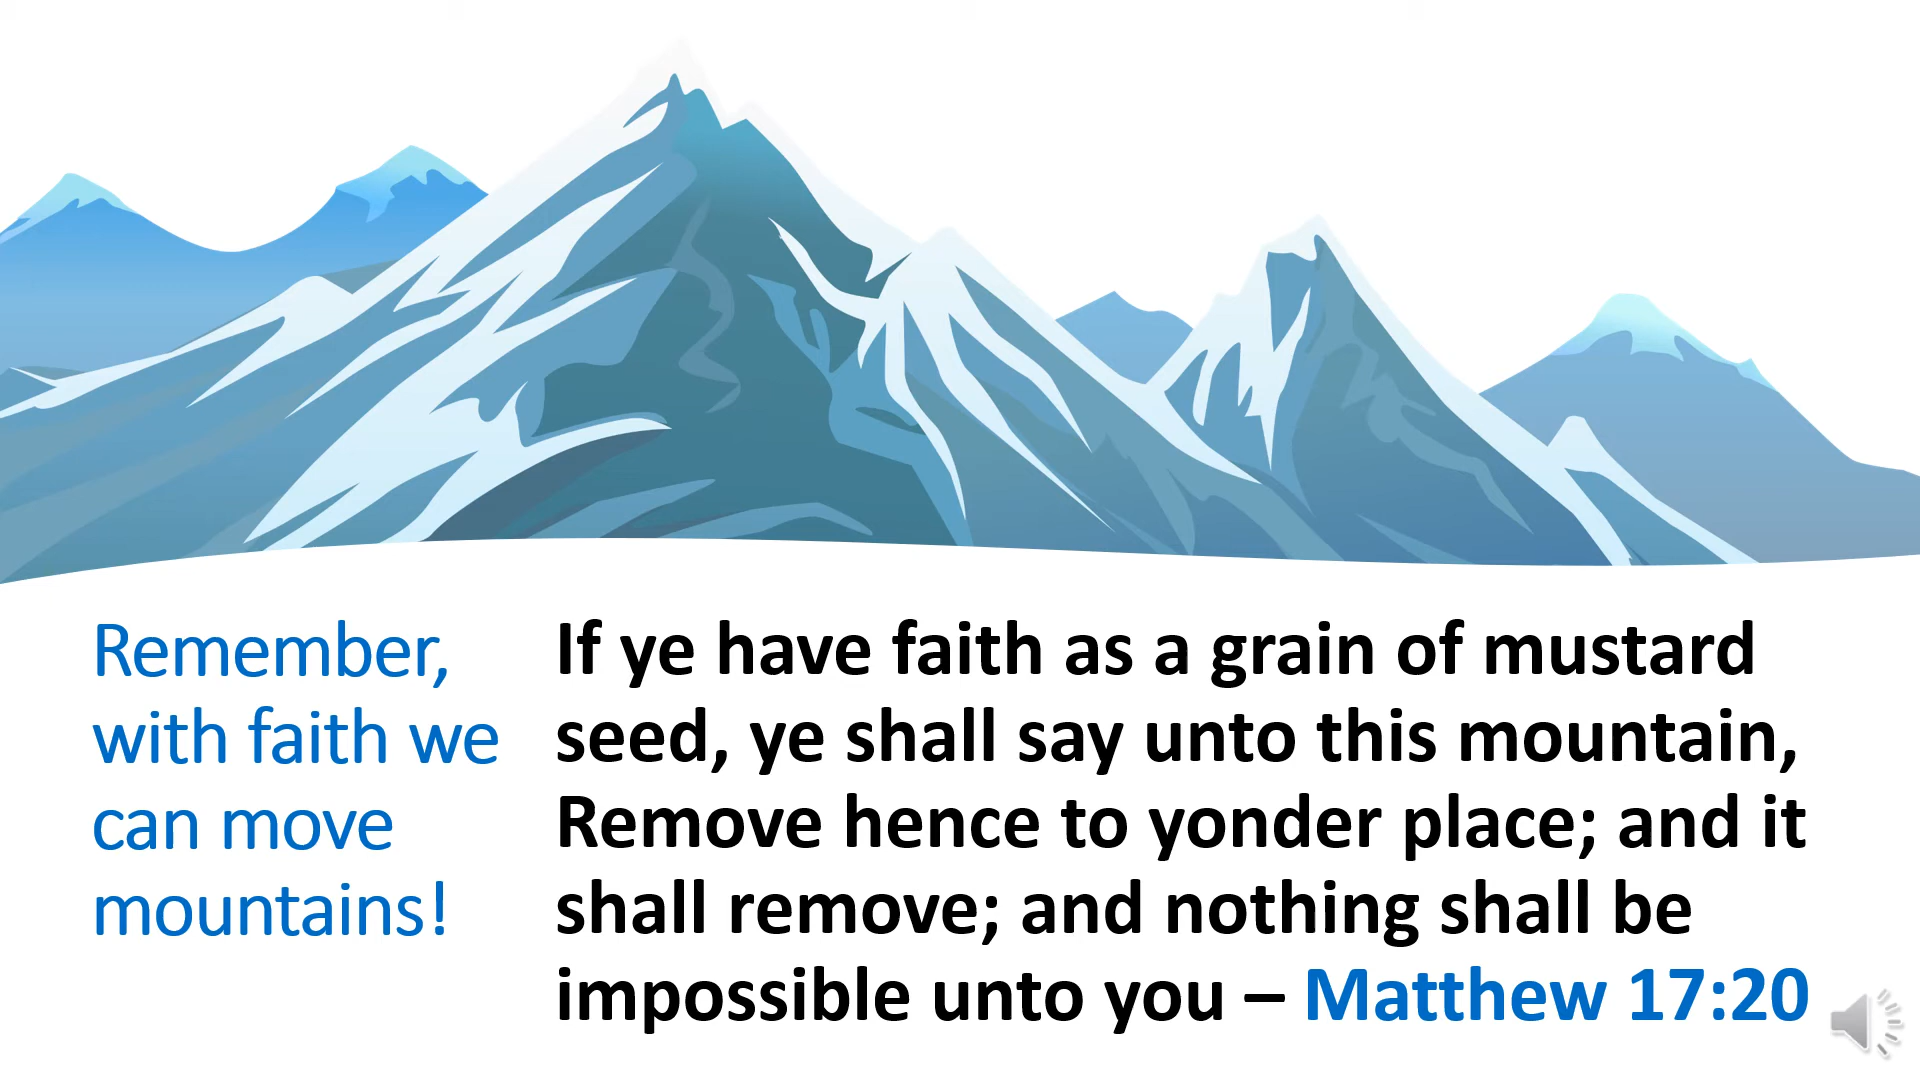 Remember,
with faith we
can move
mountains!
If ye have faith as a grain of mustard
seed, ye shall say unto this mountain,
Remove hence to yonder place; and it
shall remove; and nothing shall be
impossible unto you – Matthew 17:20